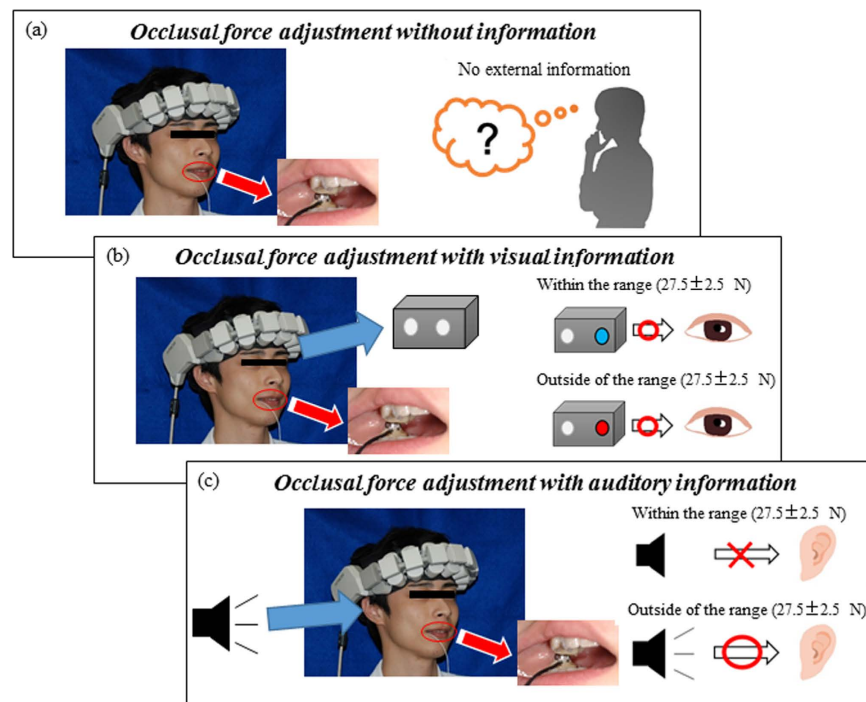 (a)
Occlusal force adjustment without information
No external information
?
(b)
Occlusal force adjustment with visual information
Within the range (27.5±2.5 N)
Outside of the range (27.5±2.5 N)
(c)
Occlusal force adjustment with auditory information
Within the range (27.5±2.5 N)
Outside of the range (27.5±2.5 N)